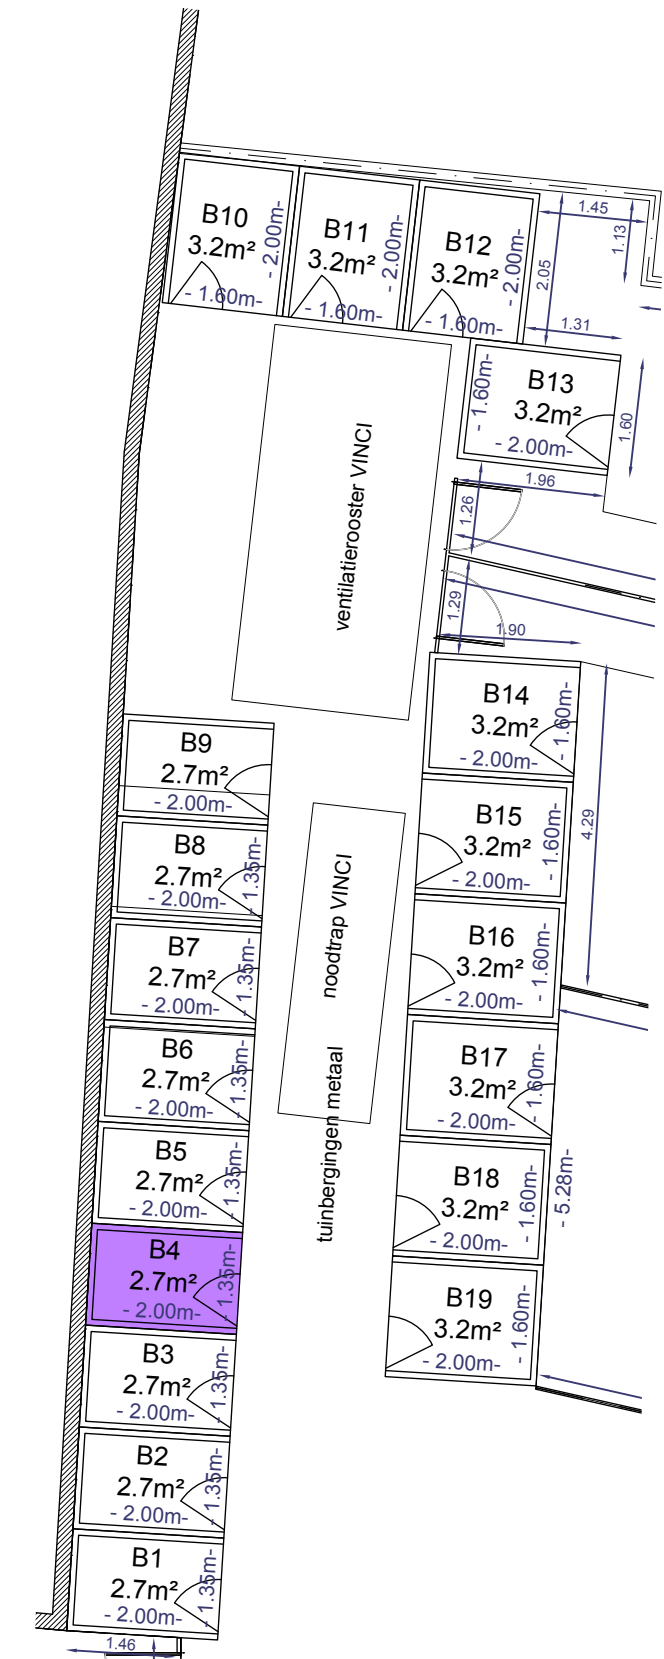 B10
3.2m²
- 2.00m-
- 1.60m-
B11
3.2m²
- 2.00m-
- 1.60m-
B12
3.2m²
- 2.00m-
- 1.60m-
1.45
1.13
2.05
1.31
B13
3.2m²
- 1.60m-
- 2.00m-
1.60
1.96
1.26
1.29
1.90
ventilatierooster VINCI
B14
3.2m²
- 1.60m-
- 2.00m-
B9
2.7m²
- 2.00m-
B15
3.2m²
- 1.60m-
- 2.00m-
4.29
B8
2.7m²
- 1.35m-
- 2.00m-
noodtrap VINCI
B16
3.2m²
- 1.60m-
- 2.00m-
B7
2.7m²
- 1.35m-
- 2.00m-
B17
3.2m²
- 1.60m-
- 2.00m-
B6
2.7m²
- 1.35m-
- 2.00m-
tuinbergingen metaal
B18
3.2m²
- 1.60m-
- 2.00m-
- 5.28m-
B5
2.7m²
- 1.35m-
- 2.00m-
B4
2.7m²
- 1.35m-
- 2.00m-
B19
3.2m²
- 1.60m-
- 2.00m-
B3
2.7m²
- 1.35m-
- 2.00m-
B2
2.7m²
- 1.35m-
- 2.00m-
B1
2.7m²
- 1.35m-
- 2.00m-
1.46